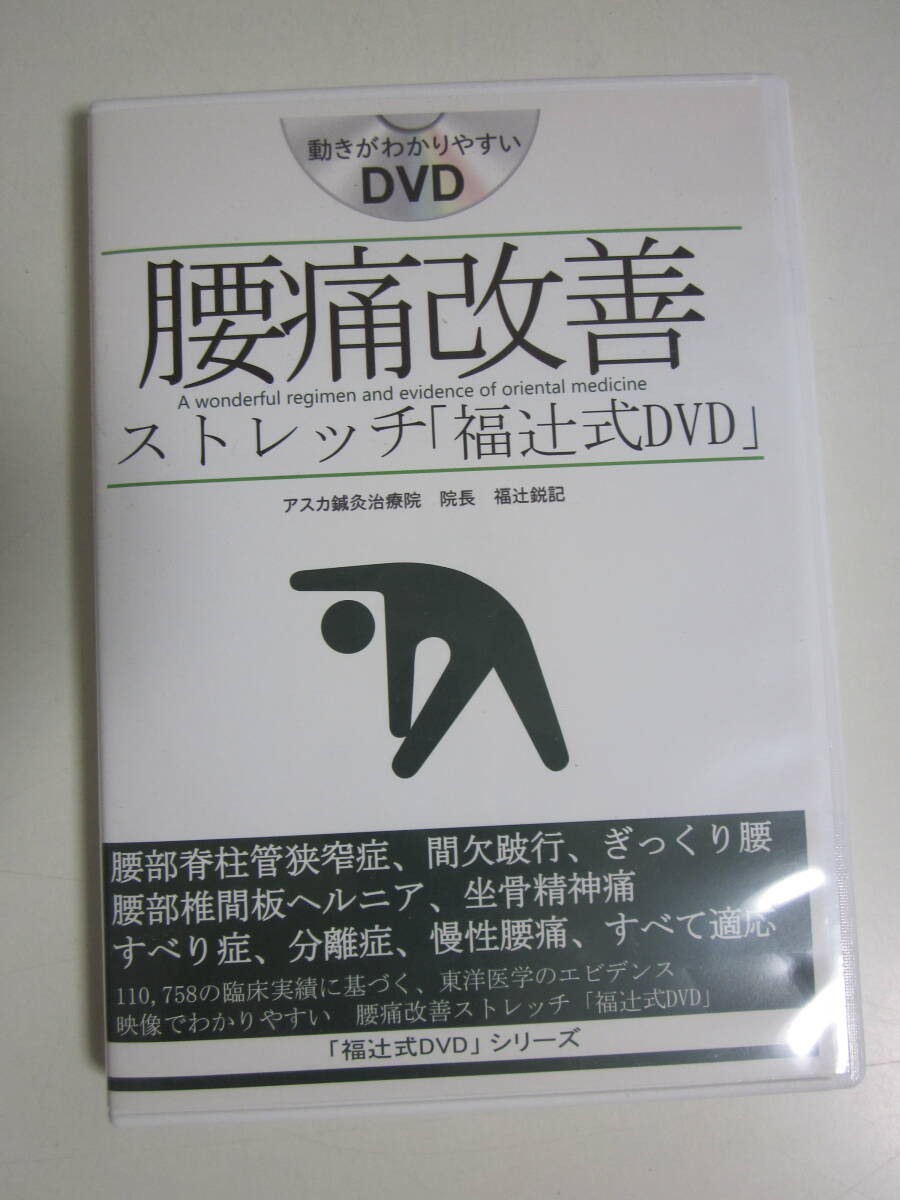 動きがわかりやすい
DVD
腰痛改善
A wonderful regimen and evidence of oriental medicine
ストレッチ「福辻式DVD」
アスカ鍼灸治療院 院長 福辻鋭記
腰部脊柱管狭窄症、間欠跛行、ぎっくり腰
腰部椎間板ヘルニア、坐骨精神痛
すべり症、分離症、慢性腰痛、すべて適応
110,758の臨床実績に基づく、東洋医学のエビデンス
映像でわかりやすい 腰痛改善ストレッチ「福辻式DVD」
「福辻式DVD」シリーズ